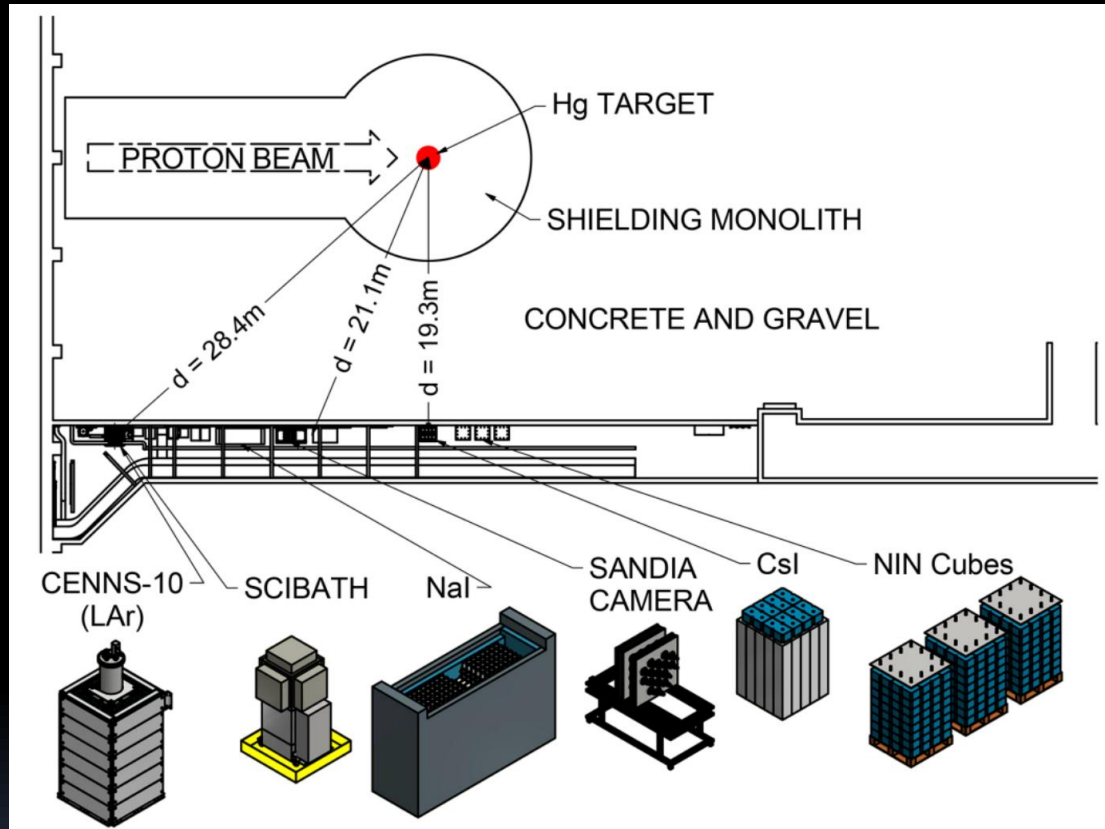 Hg TARGET
PROTON BEAM
SHIELDING MONOLITH
d = 28.4m
d = 21.1m
d = 19.3m
CONCRETE AND GRAVEL
CENNS-10
(LAr)
SCIBATH
NaI
SANDIA
CAMERA
CsI
NIN Cubes